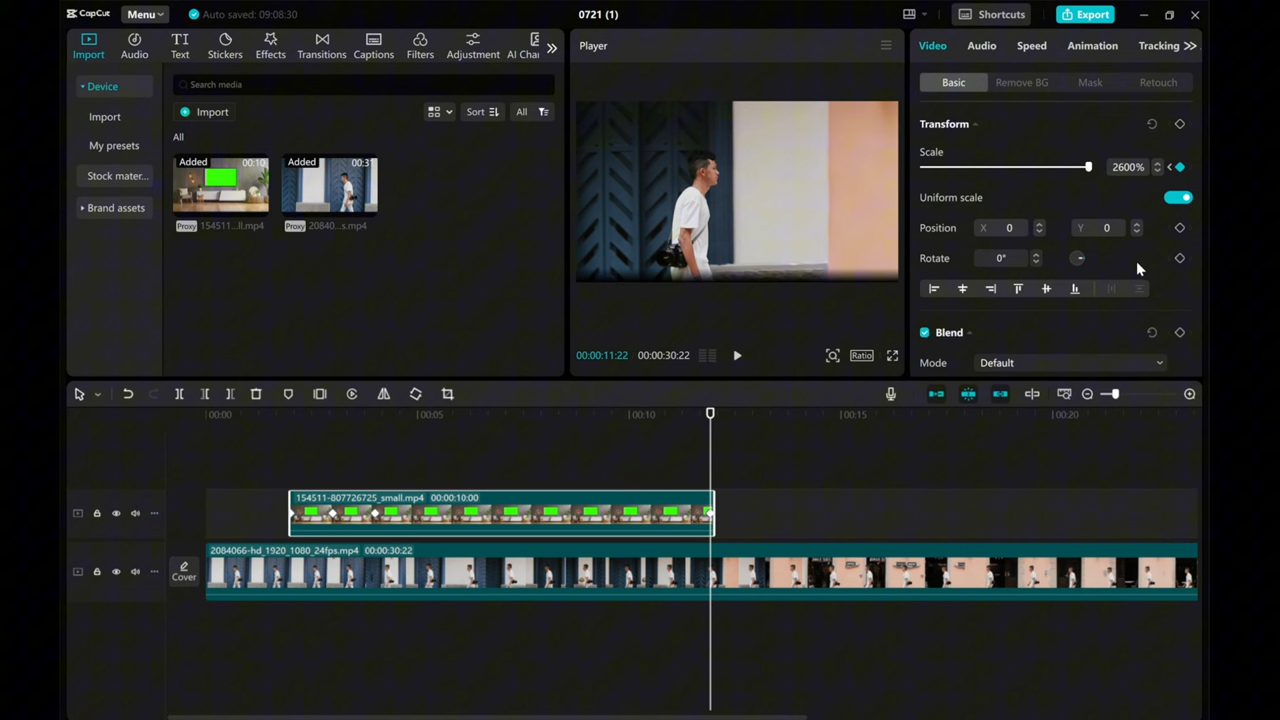 CapCut
Menu
Auto saved: 09:08:30
0721 (1)
Shortcuts
Export
Import
Audio
Text
Stickers
Effects
Transitions
Captions
Filters
Adjustment
AI Char
Player
Video
Audio
Speed
Animation
Tracking
Device
Import
My presets
Stock mater...
Brand assets
Search media
Import
Sort
All
All
Added
00:10
Proxy
154511...ll.mp4
Added
00:31
Proxy
20840...s.mp4
00:00:11:22
00:00:30:22
Ratio
Basic
Remove BG
Mask
Retouch
Transform
Scale
2600%
Uniform scale
Position
X 0
Y 0
Rotate
0°
Blend
Mode
Default
00:00
00:05
00:10
00:15
00:20
154511-807726725_small.mp4 00:00:10:00
Cover
2084066-hd_1920_1080_24fps.mp4 00:00:30:22